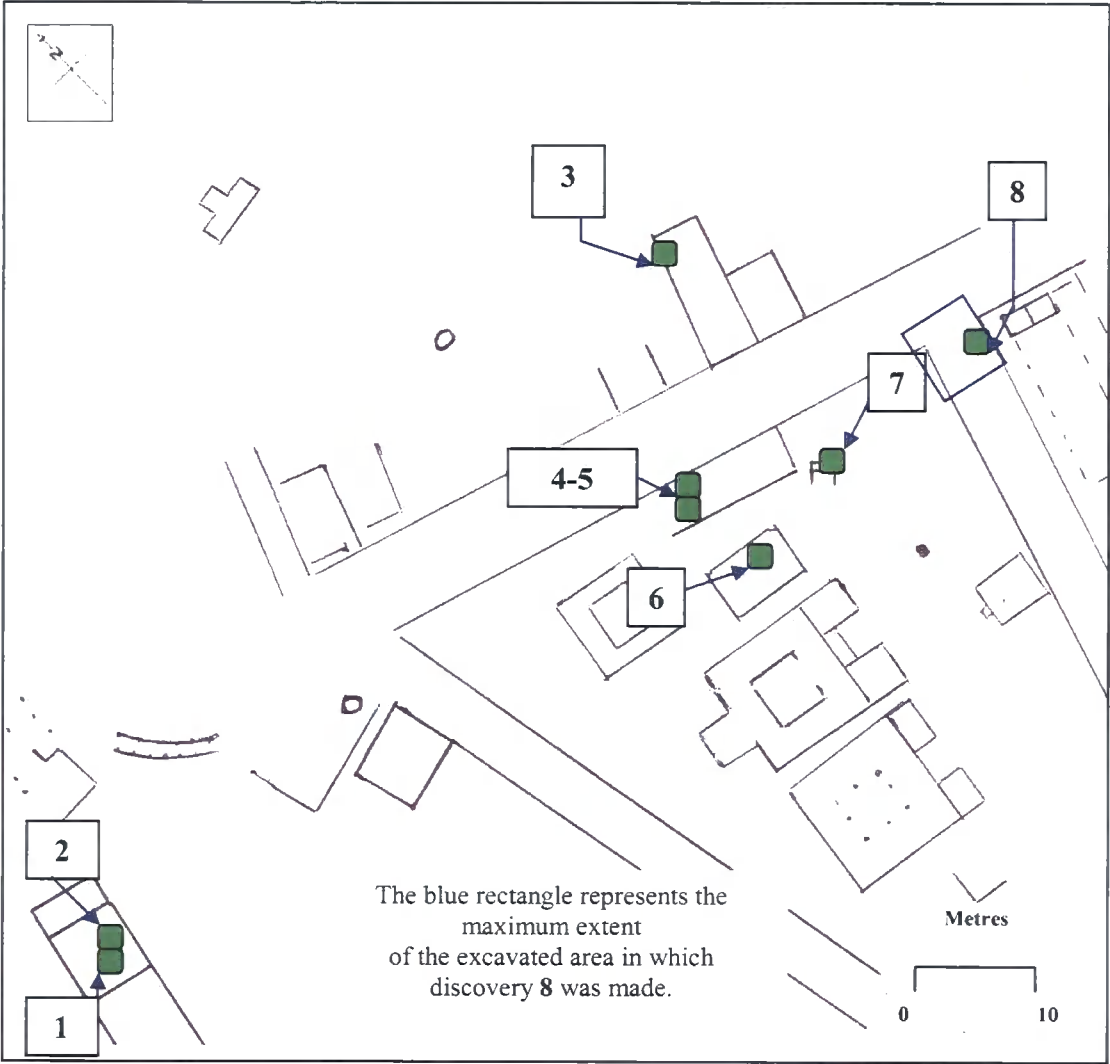 N
3
8
7
4-5
6
2
The blue rectangle represents the
maximum extent
of the excavated area in which
discovery 8 was made.
Metres
1
0
10